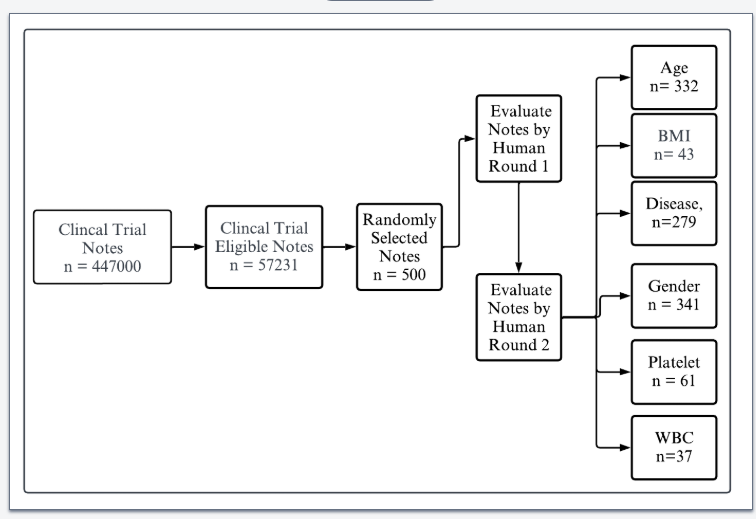 Clincal Trial
Notes
n = 447000
Clincal Trial
Eligible Notes
n = 57231
Randomly
Selected
Notes
n = 500
Evaluate
Notes by
Human
Round 1
Evaluate
Notes by
Human
Round 2
Age
n= 332
BMI
n= 43
Disease,
n=279
Gender
n = 341
Platelet
n = 61
WBC
n=37